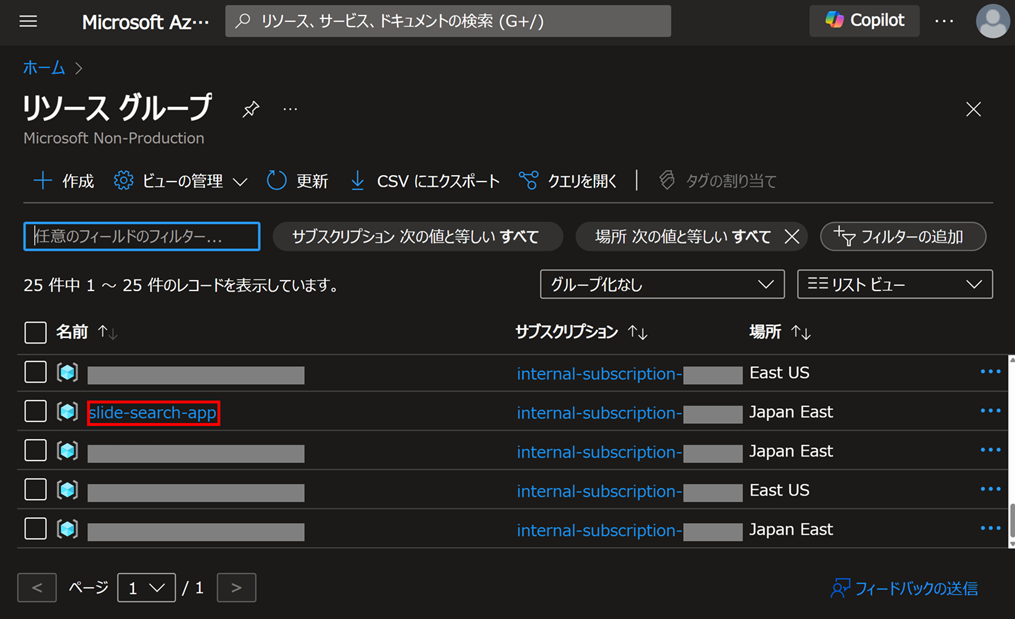 Microsoft Az… リソース、サービス、ドキュメントの検索 (G+/) Copilot …
ホーム >
リソース グループ …
Microsoft Non-Production
作成 ビューの管理 更新 CSV にエクスポート クエリを開く タグの割り当て
任意のフィールドのフィルター... サブスクリプション 次の値と等しい すべて 場所 次の値と等しい すべて フィルターの追加
25 件中 1 ～ 25 件のレコードを表示しています。 グループ化なし リスト ビュー
名前 ↑↓ サブスクリプション ↑↓ 場所 ↑↓
internal-subscription- East US …
slide-search-app internal-subscription- Japan East …
internal-subscription- Japan East …
internal-subscription- East US …
internal-subscription- Japan East …
< ページ 1 / 1 > フィードバックの送信